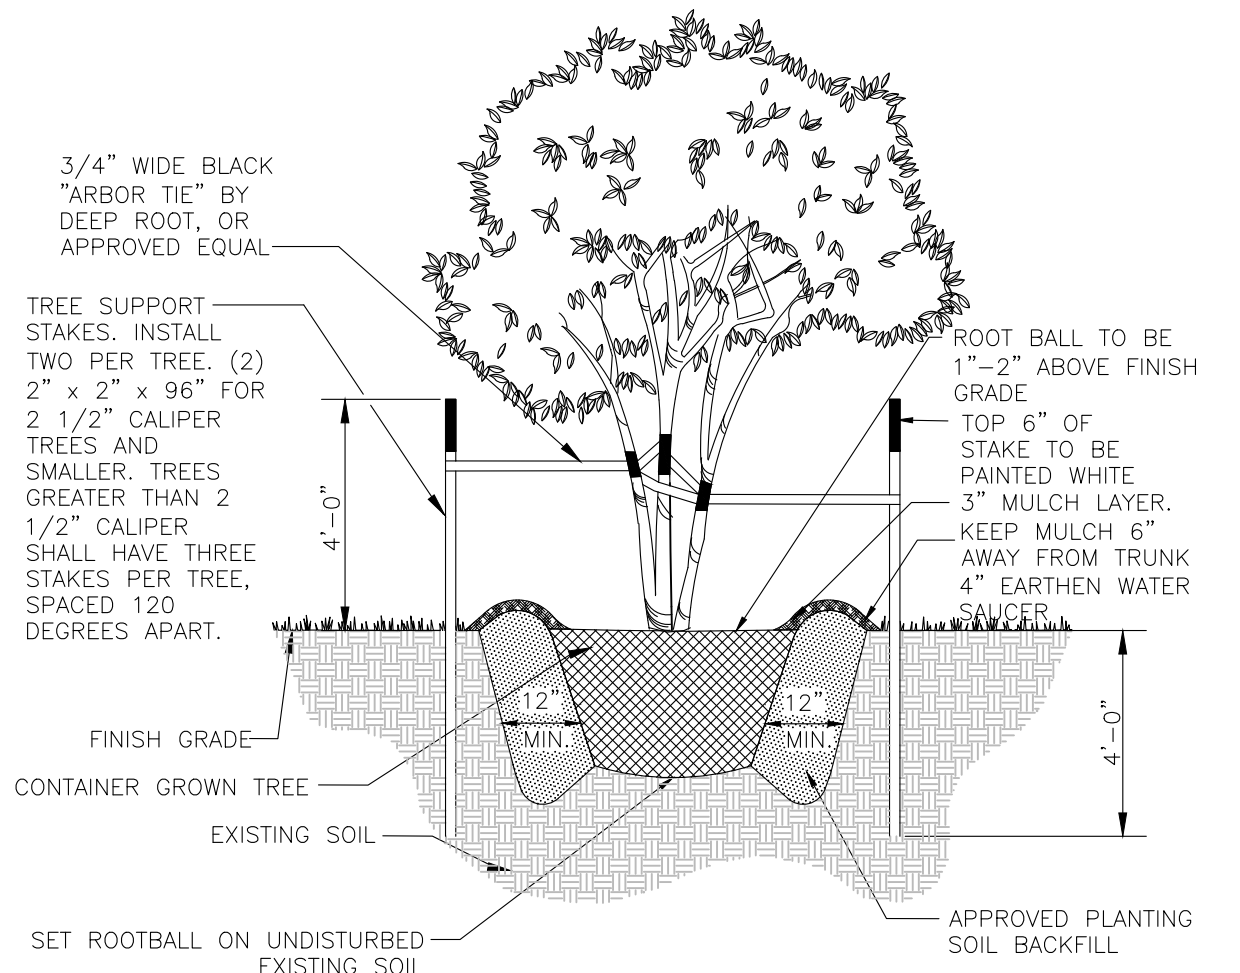 3/4" WIDE BLACK
"ARBOR TIE" BY
DEEP ROOT, OR
APPROVED EQUAL
TREE SUPPORT
STAKES. INSTALL
TWO PER TREE. (2)
2" x 2" x 96" FOR
2 1/2" CALIPER
TREES AND
SMALLER. TREES
GREATER THAN 2
1/2" CALIPER
SHALL HAVE THREE
STAKES PER TREE,
SPACED 120
DEGREES APART.
4'-0"
ROOT BALL TO BE
1"-2" ABOVE FINISH
GRADE
TOP 6" OF
STAKE TO BE
PAINTED WHITE
3" MULCH LAYER.
KEEP MULCH 6"
AWAY FROM TRUNK
4" EARTHEN WATER
SAUCER
12"
MIN.
12"
MIN.
4'-0"
FINISH GRADE
CONTAINER GROWN TREE
EXISTING SOIL
SET ROOTBALL ON UNDISTURBED
EXISTING SOIL
APPROVED PLANTING
SOIL BACKFILL